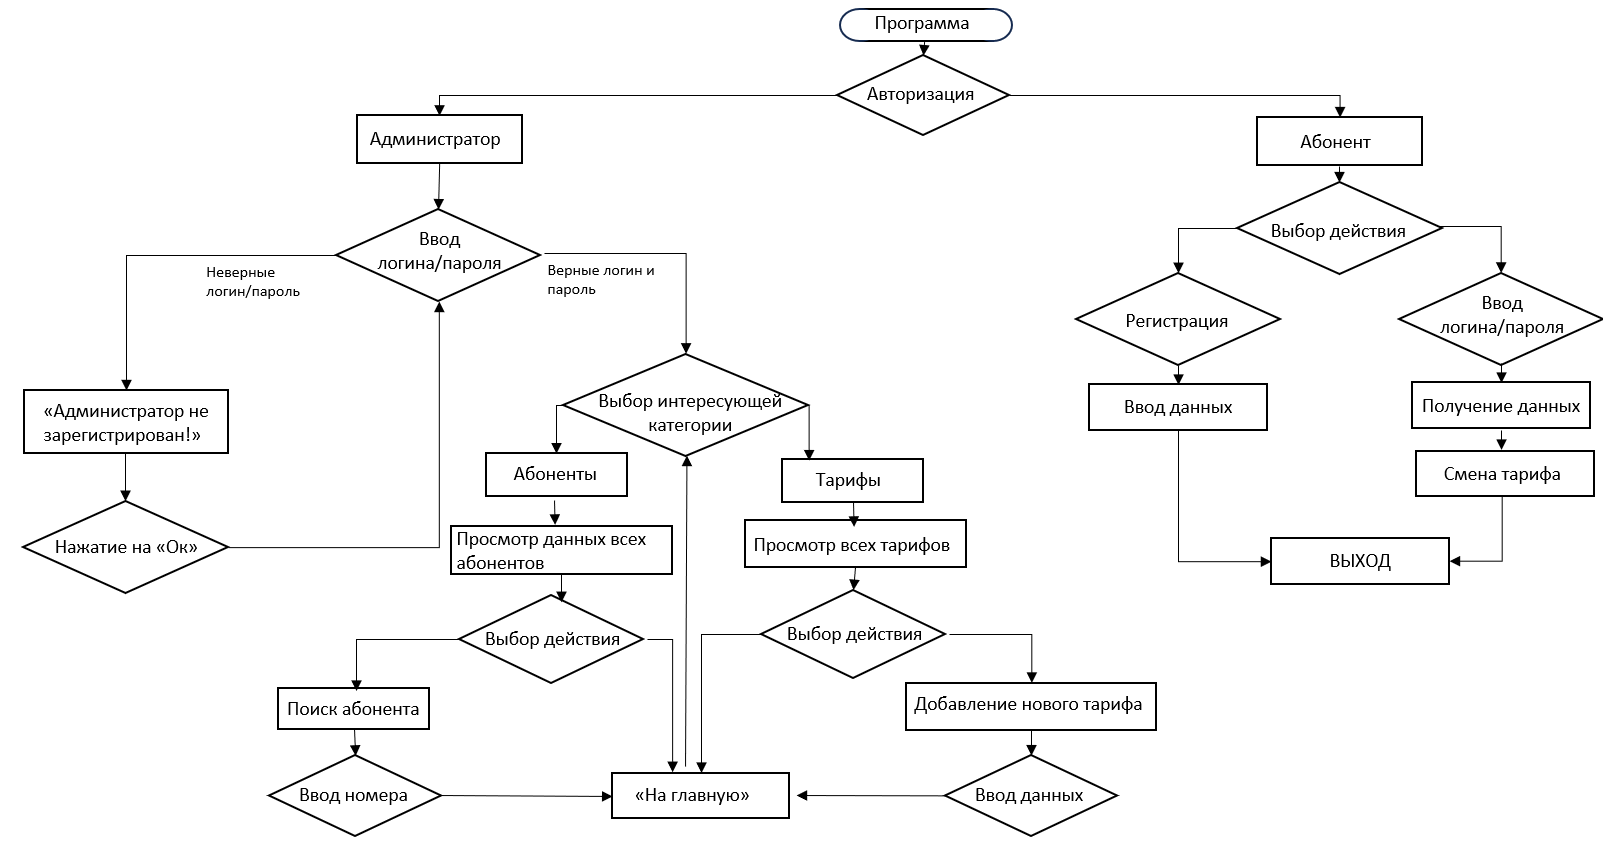 Программа
Авторизация
Администратор
Абонент
Ввод
логина/пароля
Выбор действия
Неверные
логин/пароль
Верные логин и
пароль
Регистрация
Ввод
логина/пароля
«Администратор не
зарегистрирован!»
Выбор интересующей
категории
Ввод данных
Получение данных
Абоненты
Тарифы
Смена тарифа
Нажатие на «Ок»
Просмотр данных всех
абонентов
Просмотр всех тарифов
ВЫХОД
Выбор действия
Выбор действия
Поиск абонента
Добавление нового тарифа
Ввод номера
«На главную»
Ввод данных